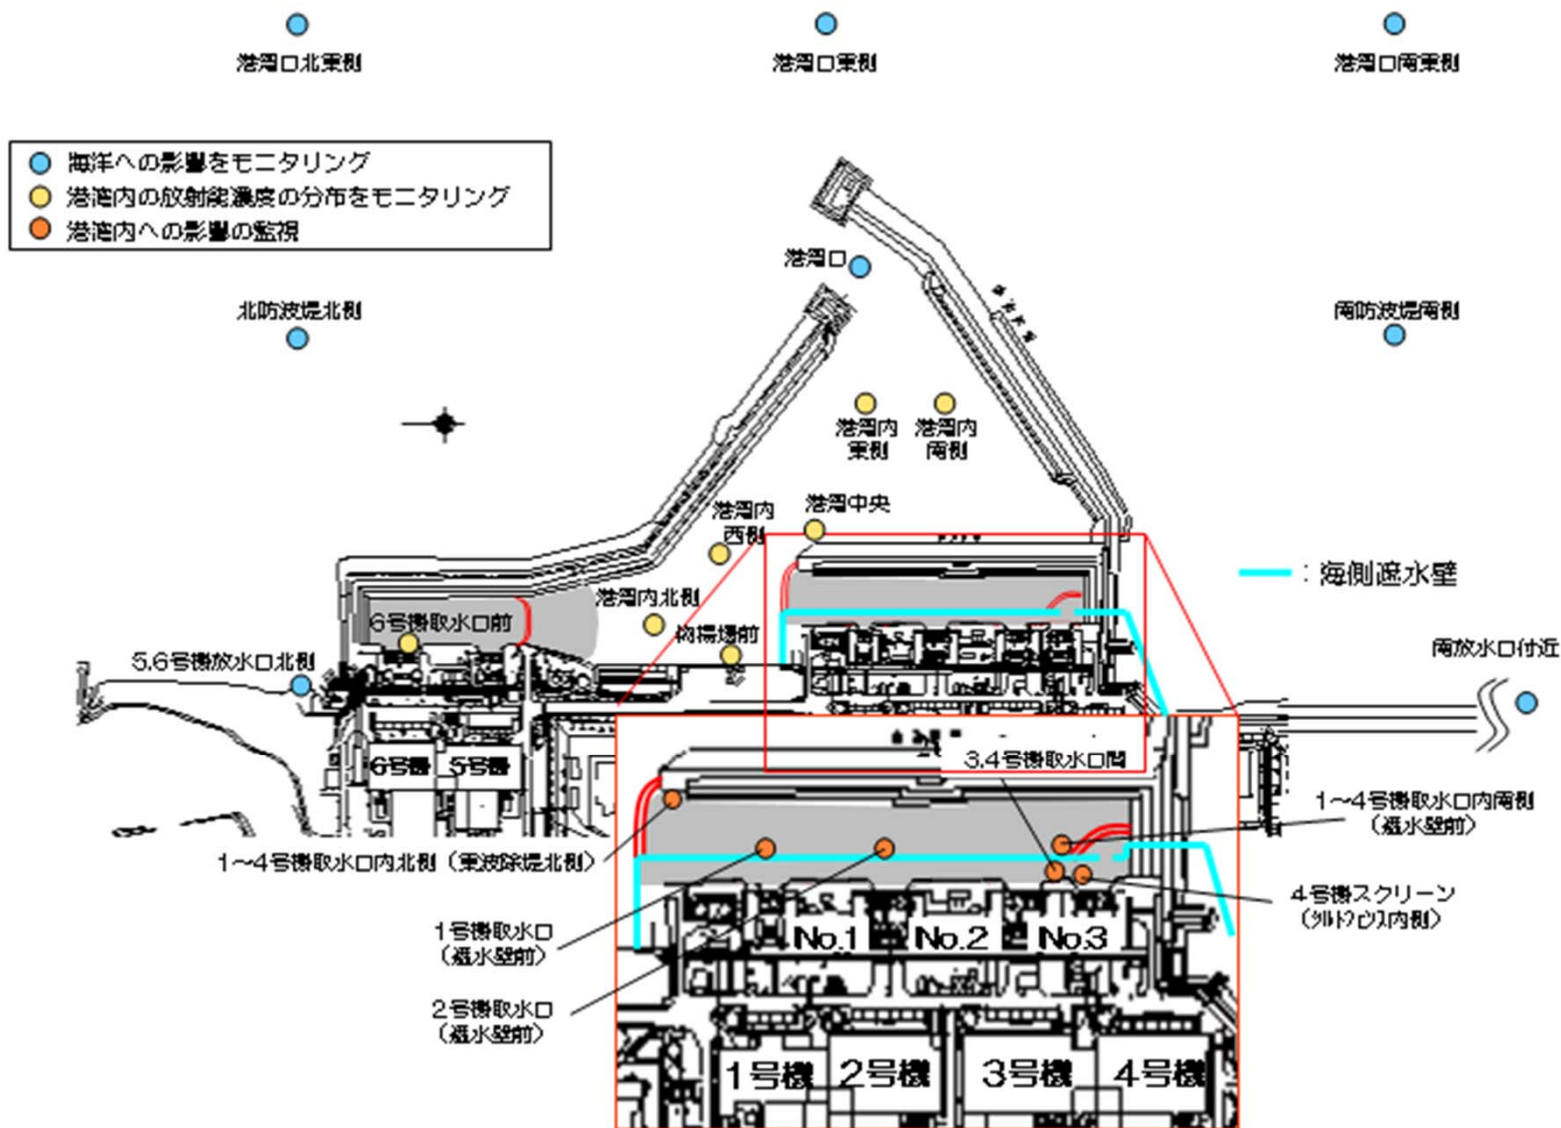 港湾口北東側
港湾口東側
港湾口南東側
海洋への影響をモニタリング
港湾内の放射能濃度の分布をモニタリング
港湾内への影響の監視
港湾口
北防波堤北側
南防波堤南側
港湾内
東側
港湾内
南側
港湾中央
港湾内
西側
：海側遮水壁
港湾内北側
6号機取水口前
物揚場前
5,6号機放水口北側
南放水口付近
6号機
5号機
3,4号機取水口間
1～4号機取水口内南側
（遮水壁前）
1～4号機取水口内北側（東波除堤北側）
4号機スクリーン
（シルトフェンス内側）
1号機取水口
（遮水壁前）
No.1
No.2
No.3
2号機取水口
（遮水壁前）
1号機
2号機
3号機
4号機